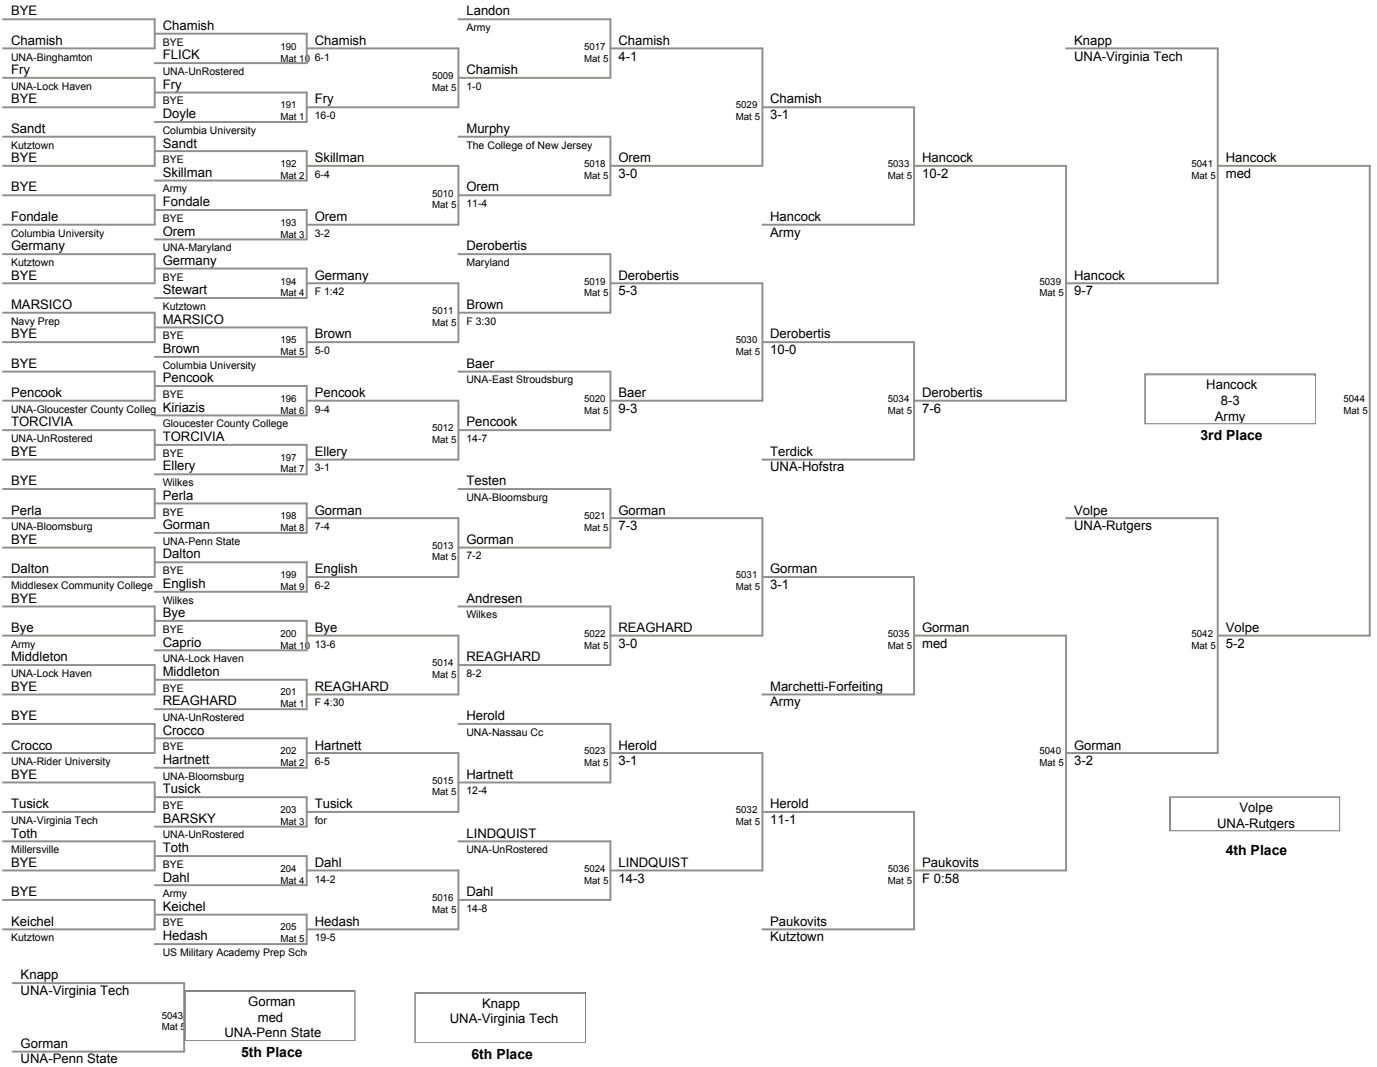 BYE
Chamish
UNA-Binghamton
Fry
UNA-Lock Haven
BYE
Sandt
Kutztown
BYE
BYE
Fondale
Columbia University
Germany
Kutztown
BYE
MARSICO
Navy Prep
BYE
BYE
Pencook
UNA-Gloucester County Colleg
TORCIVIA
UNA-UnRostered
BYE
BYE
Perla
UNA-Bloomsburg
BYE
Dalton
Middlesex Community College
BYE
Bye
Army
Middleton
UNA-Lock Haven
BYE
BYE
Crocco
UNA-Rider University
BYE
Tusick
UNA-Virginia Tech
Toth
Millersville
BYE
BYE
Keichel
Kutztown
Chamish
BYE
FLICK
UNA-UnRostered
190
Mat 10
Fry
BYE
Doyle
Columbia University
191
Mat 1
Sandt
BYE
Skillman
Army
192
Mat 2
Fondale
BYE
Orem
UNA-Maryland
193
Mat 3
Germany
BYE
Stewart
Kutztown
194
Mat 4
MARSICO
BYE
Brown
Columbia University
195
Mat 5
Pencook
BYE
Kiriazis
Gloucester County College
196
Mat 6
TORCIVIA
BYE
Ellery
Wilkes
197
Mat 7
Perla
BYE
Gorman
UNA-Penn State
198
Mat 8
Dalton
BYE
English
Wilkes
199
Mat 9
Bye
BYE
Caprio
UNA-Lock Haven
200
Mat 10
Middleton
BYE
REAGHARD
UNA-UnRostered
201
Mat 1
Crocco
BYE
Hartnett
UNA-Bloomsburg
202
Mat 2
Tusick
BYE
BARSKY
UNA-UnRostered
203
Mat 3
Toth
BYE
Dahl
Army
204
Mat 4
Keichel
BYE
Hedash
US Military Academy Prep Sch
205
Mat 5
Chamish
6-1
Fry
16-0
5009
Mat 5
Skillman
6-4
Orem
3-2
5010
Mat 5
Germany
F 1:42
Brown
5-0
5011
Mat 5
Pencook
9-4
Ellery
3-1
5012
Mat 5
Gorman
7-4
English
6-2
5013
Mat 5
Bye
13-6
REAGHARD
F 4:30
5014
Mat 5
Hartnett
6-5
Tusick
for
5015
Mat 5
Dahl
14-2
Hedash
19-5
5016
Mat 5
Landon
Army
Chamish
1-0
5017
Mat 5
Murphy
The College of New Jersey
Orem
11-4
5018
Mat 5
Derobertis
Maryland
Brown
F 3:30
5019
Mat 5
Baer
UNA-East Stroudsburg
Pencook
14-7
5020
Mat 5
Testen
UNA-Bloomsburg
Gorman
7-2
5021
Mat 5
Andresen
Wilkes
REAGHARD
8-2
5022
Mat 5
Herold
UNA-Nassau Cc
Hartnett
12-4
5023
Mat 5
LINDQUIST
UNA-UnRostered
Dahl
14-8
5024
Mat 5
Chamish
4-1
Orem
3-0
5029
Mat 5
Derobertis
5-3
Baer
9-3
5030
Mat 5
Gorman
7-3
REAGHARD
3-0
5031
Mat 5
Herold
3-1
LINDQUIST
14-3
5032
Mat 5
Chamish
3-1
Hancock
Army
5033
Mat 5
Derobertis
10-0
Terdick
UNA-Hofstra
5034
Mat 5
Gorman
3-1
Marchetti-Forfeiting
Army
5035
Mat 5
Herold
11-1
Paukovits
Kutztown
5036
Mat 5
Hancock
10-2
Derobertis
7-6
5039
Mat 5
Gorman
med
Paukovits
F 0:58
5040
Mat 5
Knapp
UNA-Virginia Tech
Hancock
9-7
5041
Mat 5
Volpe
UNA-Rutgers
Gorman
3-2
5042
Mat 5
Hancock
med
Volpe
5-2
5044
Mat 5
Hancock
8-3
Army
3rd Place
Volpe
UNA-Rutgers
4th Place
Knapp
UNA-Virginia Tech
5043
Mat 5
Gorman
UNA-Penn State
Gorman
med
UNA-Penn State
5th Place
Knapp
UNA-Virginia Tech
6th Place